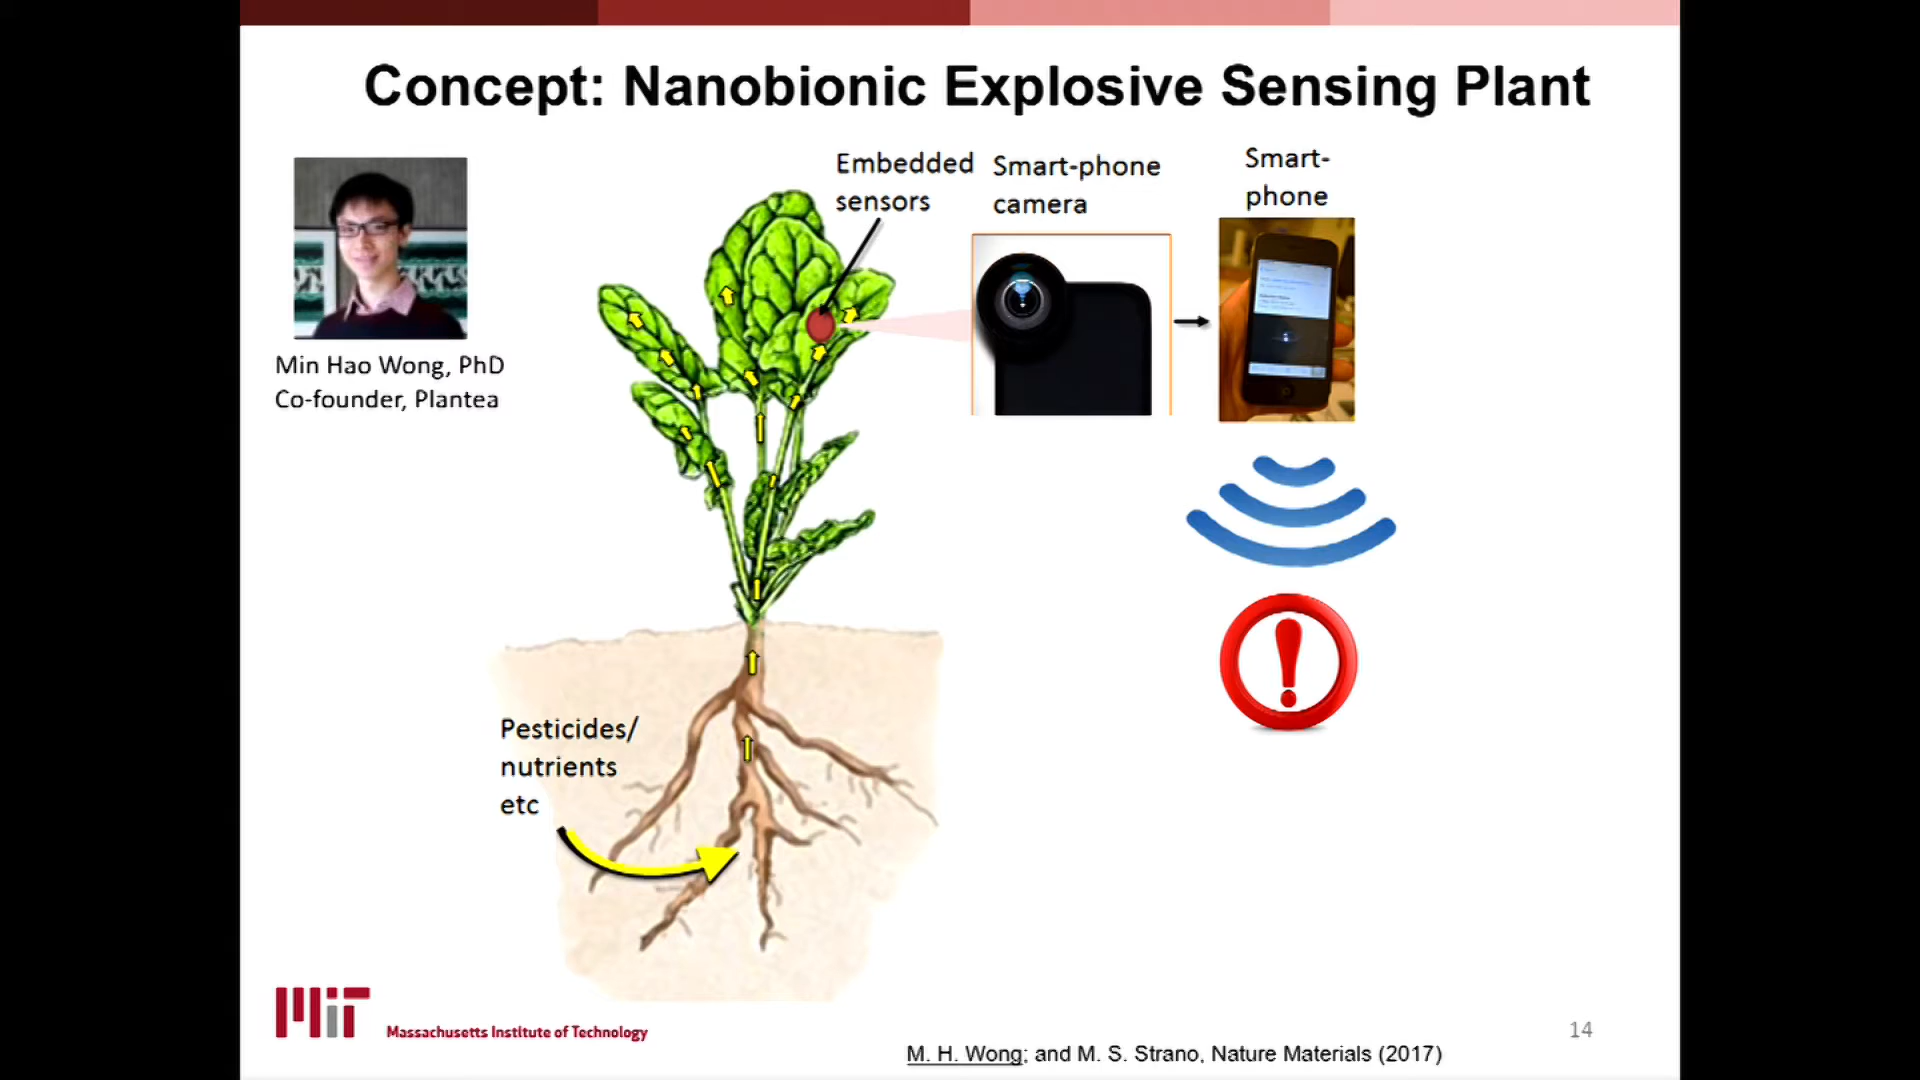 Concept: Nanobionic Explosive Sensing Plant
Embedded
sensors
Smart-phone
camera
Smart-
phone
Min Hao Wong, PhD
Co-founder, Plantea
Pesticides/
nutrients
etc
MIT
Massachusetts Institute of Technology
14
M. H. Wong; and M. S. Strano, Nature Materials (2017)